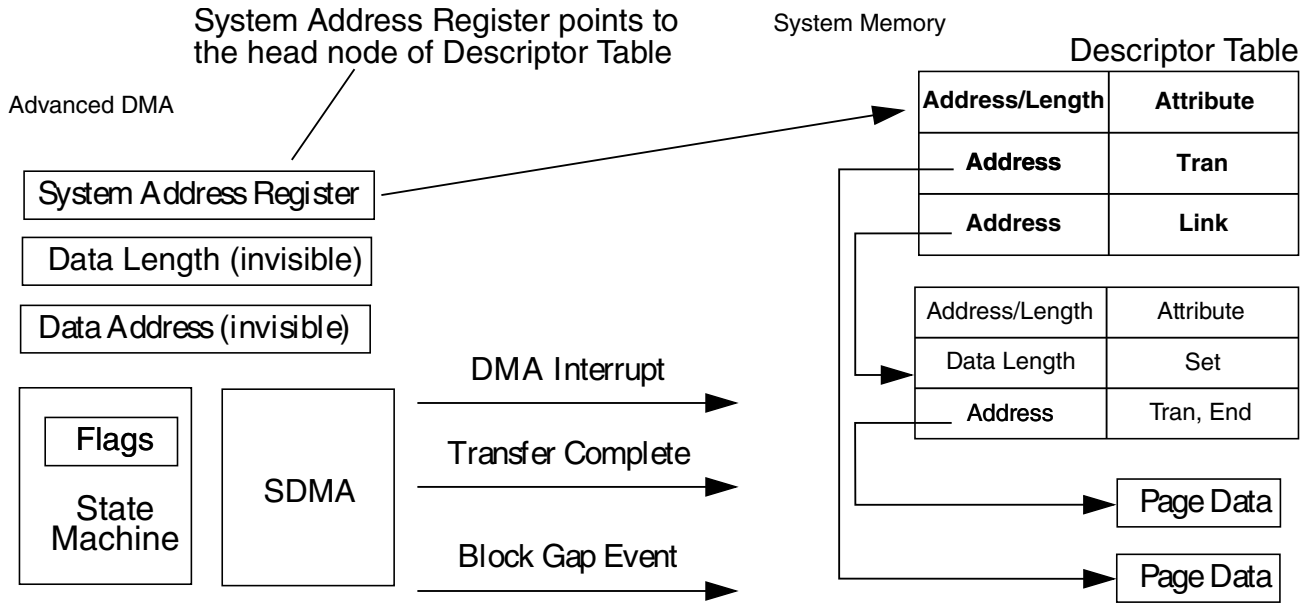 System Address Register points to
the head node of Descriptor Table
System Memory
Descriptor Table
Advanced DMA
Address/Length Attribute
Address Tran
Address Link
System Address Register
Data Length (invisible)
Data Address (invisible)
Address/Length Attribute
Data Length Set
Address Tran, End
Flags
State
Machine
SDMA
DMA Interrupt
Transfer Complete
Block Gap Event
Page Data
Page Data